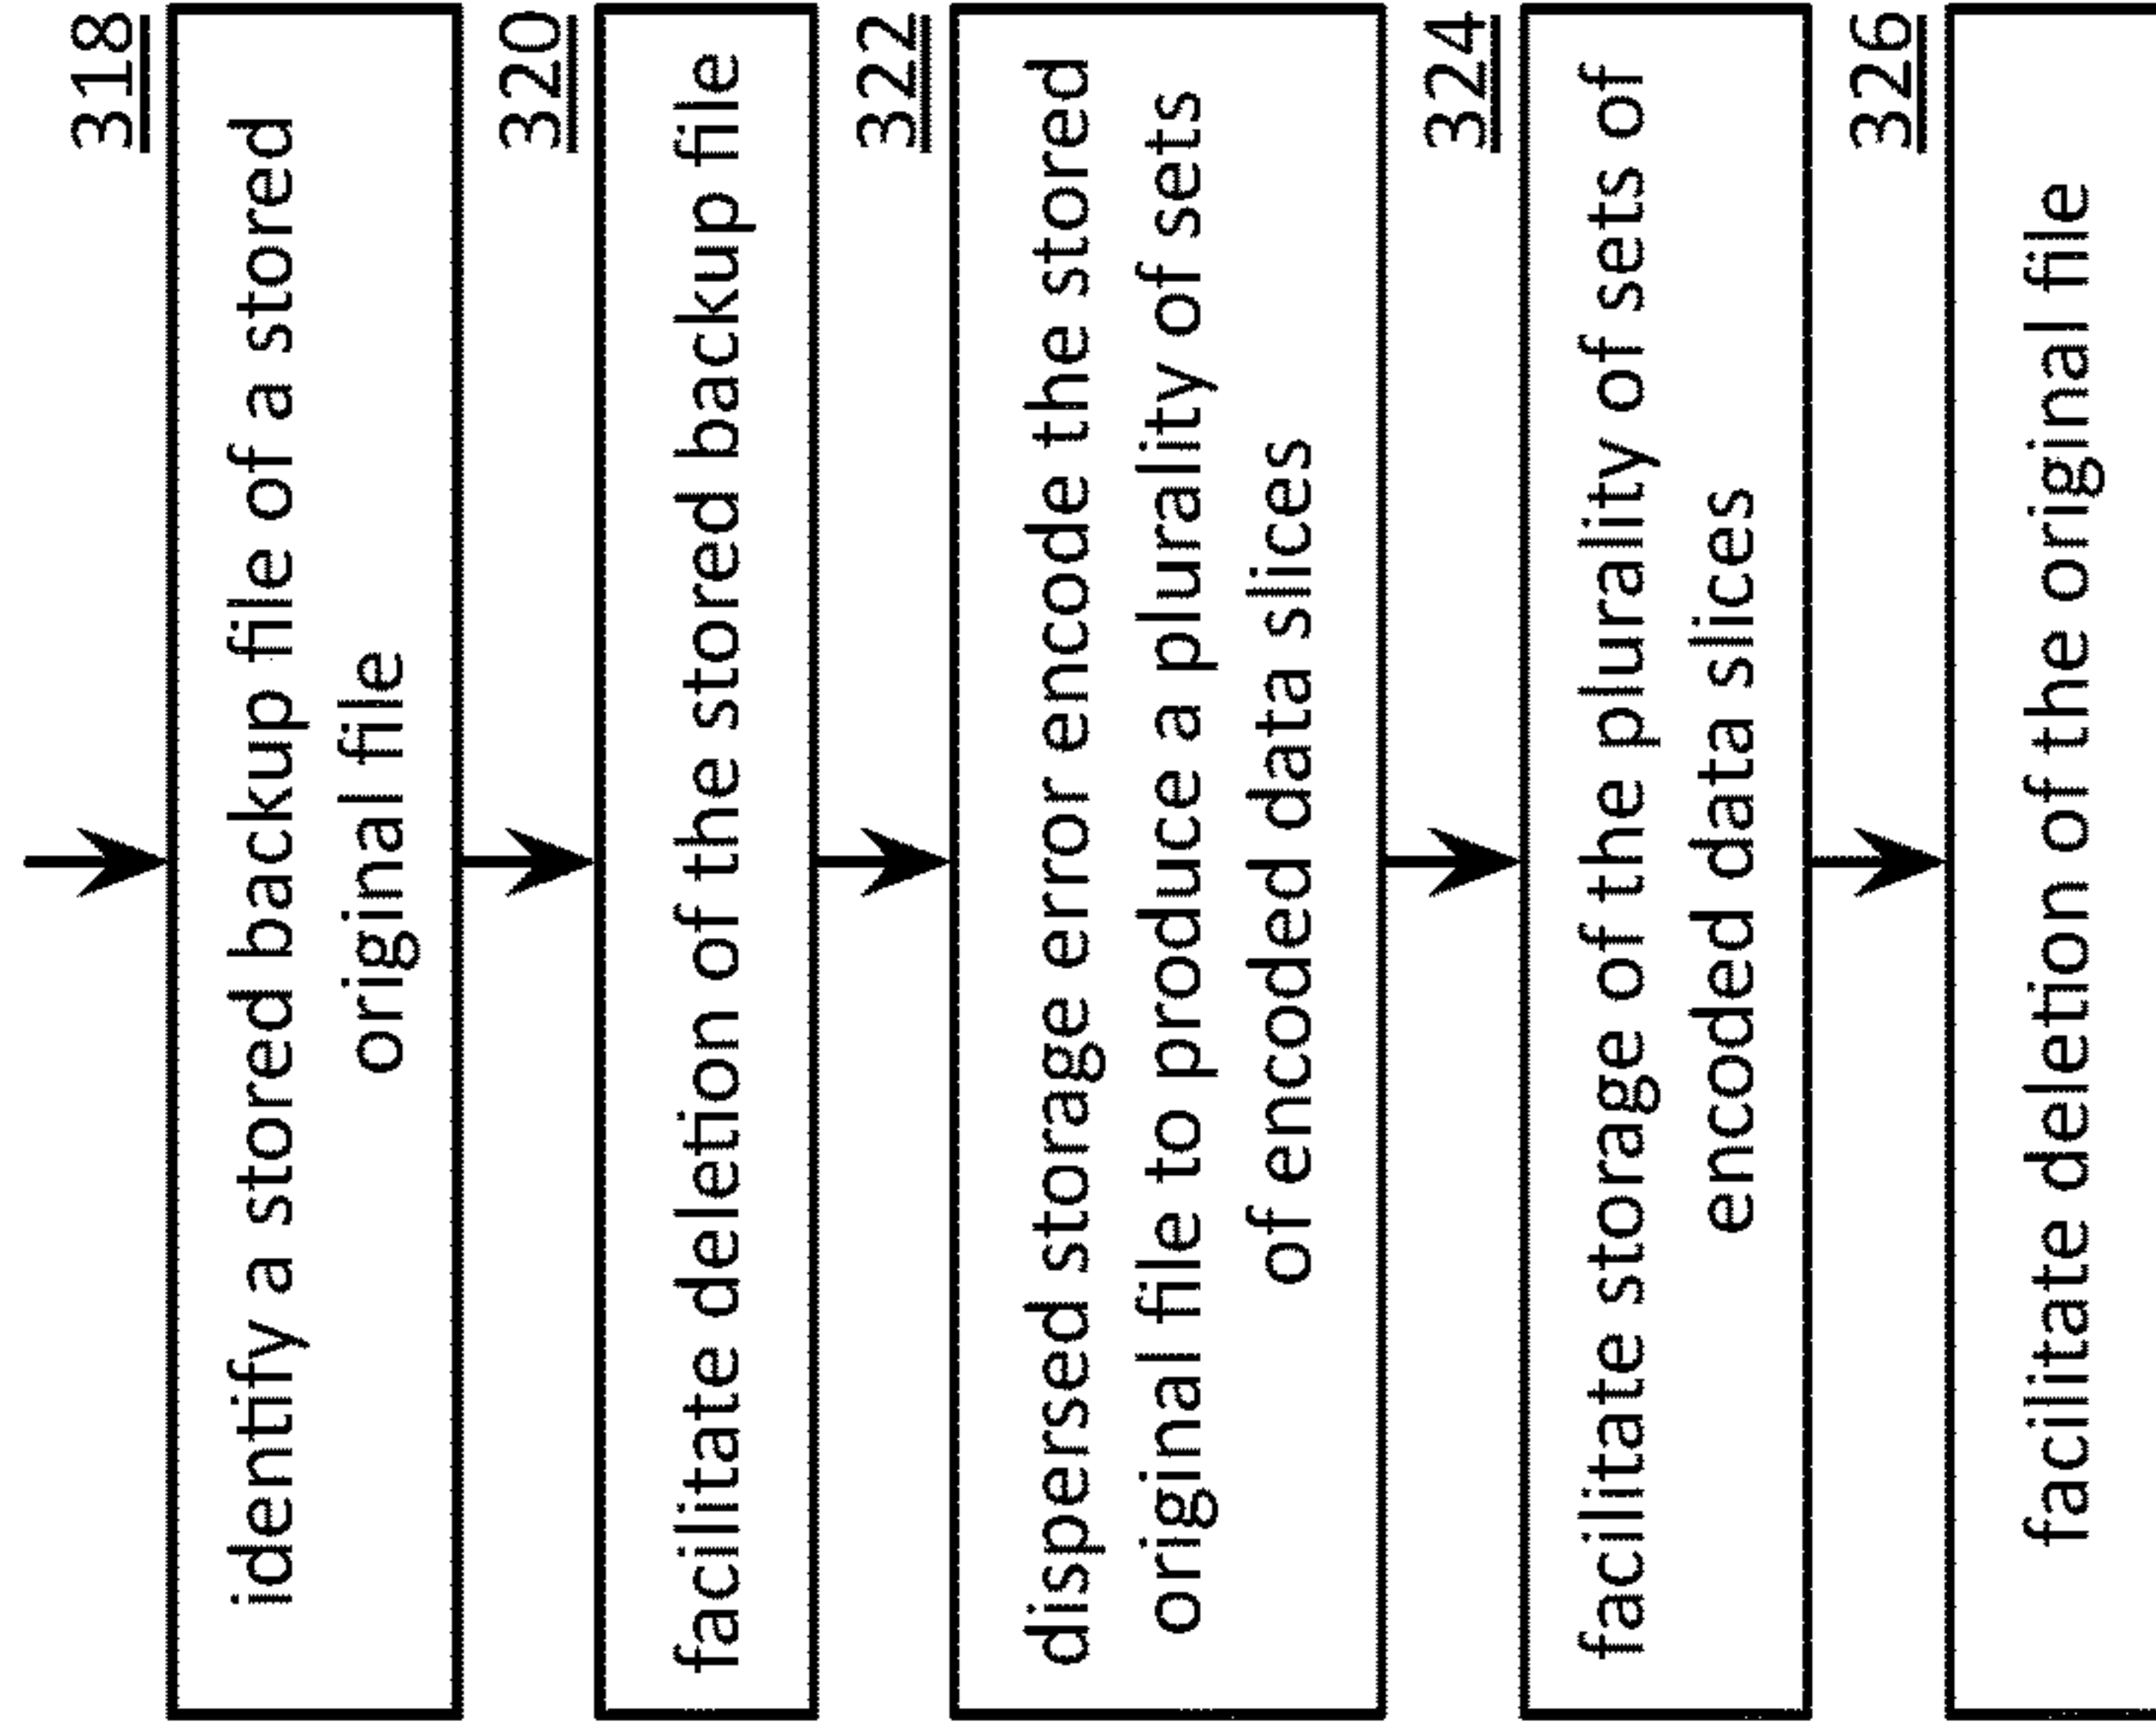 318
identify a stored backup file of a stored
original file
320
facilitate deletion of the stored backup file
322
dispersed storage error encode the stored
original file to produce a plurality of sets
of encoded data slices
324
facilitate storage of the plurality of sets of
encoded data slices
326
facilitate deletion of the original file